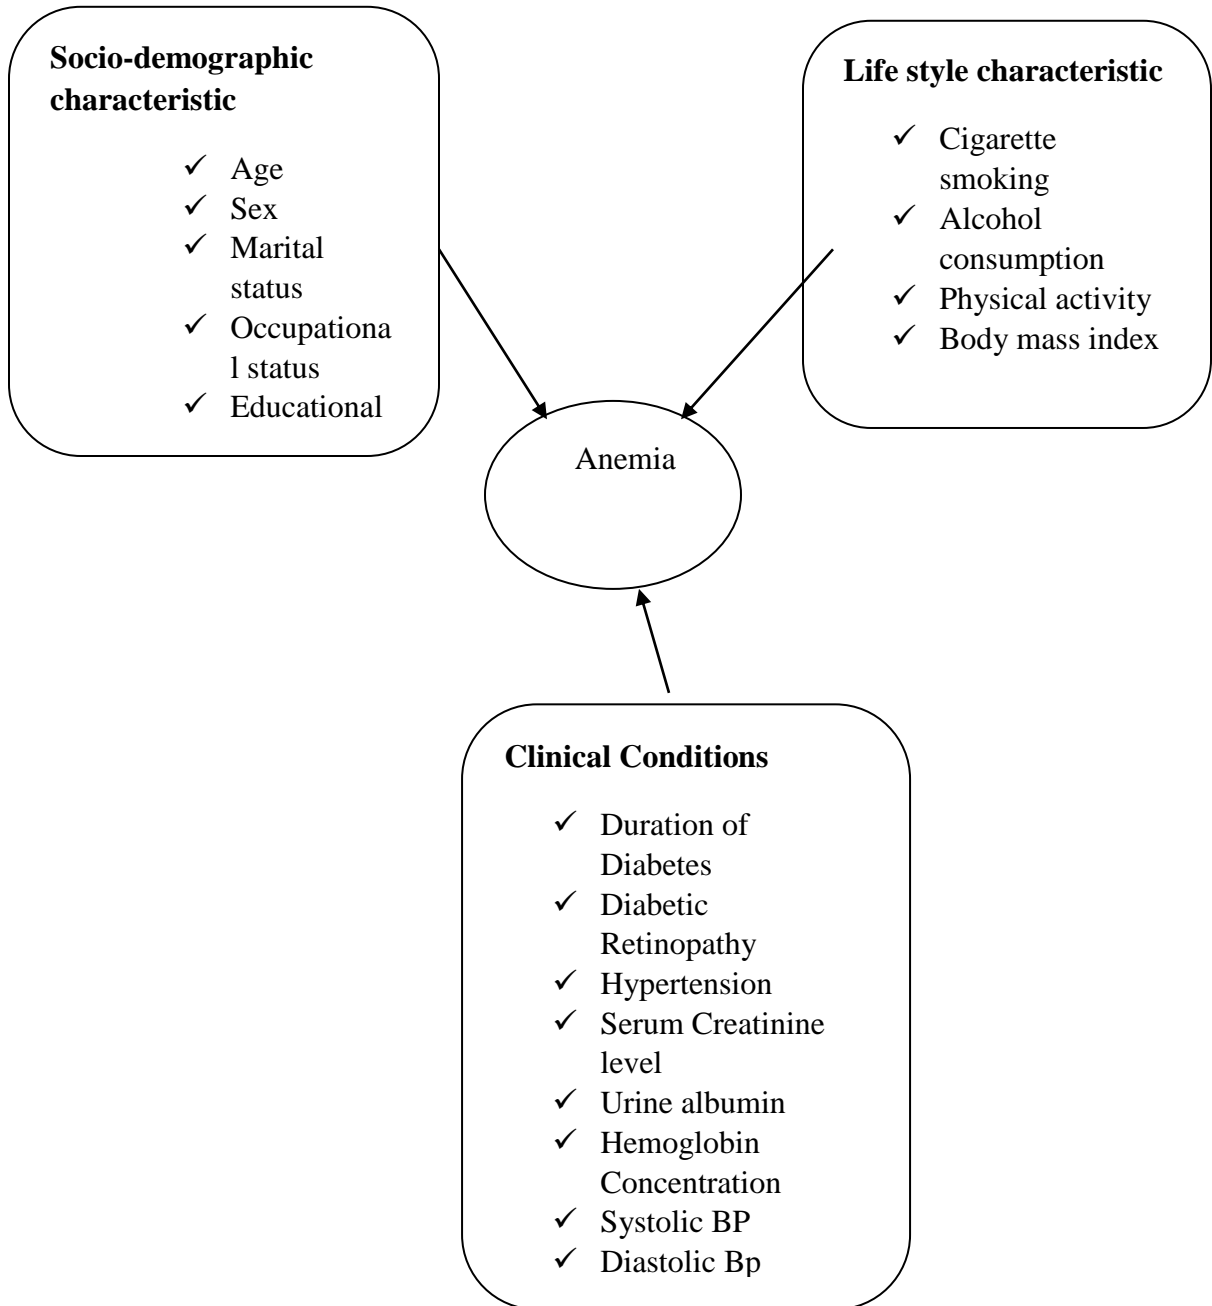 Socio-demographic
characteristic
✓ Age
✓ Sex
✓ Marital
status
✓ Occupationa
l status
✓ Educational
Life style characteristic
✓ Cigarette
smoking
✓ Alcohol
consumption
✓ Physical activity
✓ Body mass index
Anemia
Clinical Conditions
✓ Duration of
Diabetes
✓ Diabetic
Retinopathy
✓ Hypertension
✓ Serum Creatinine
level
✓ Urine albumin
✓ Hemoglobin
Concentration
✓ Systolic BP
✓ Diastolic Bp